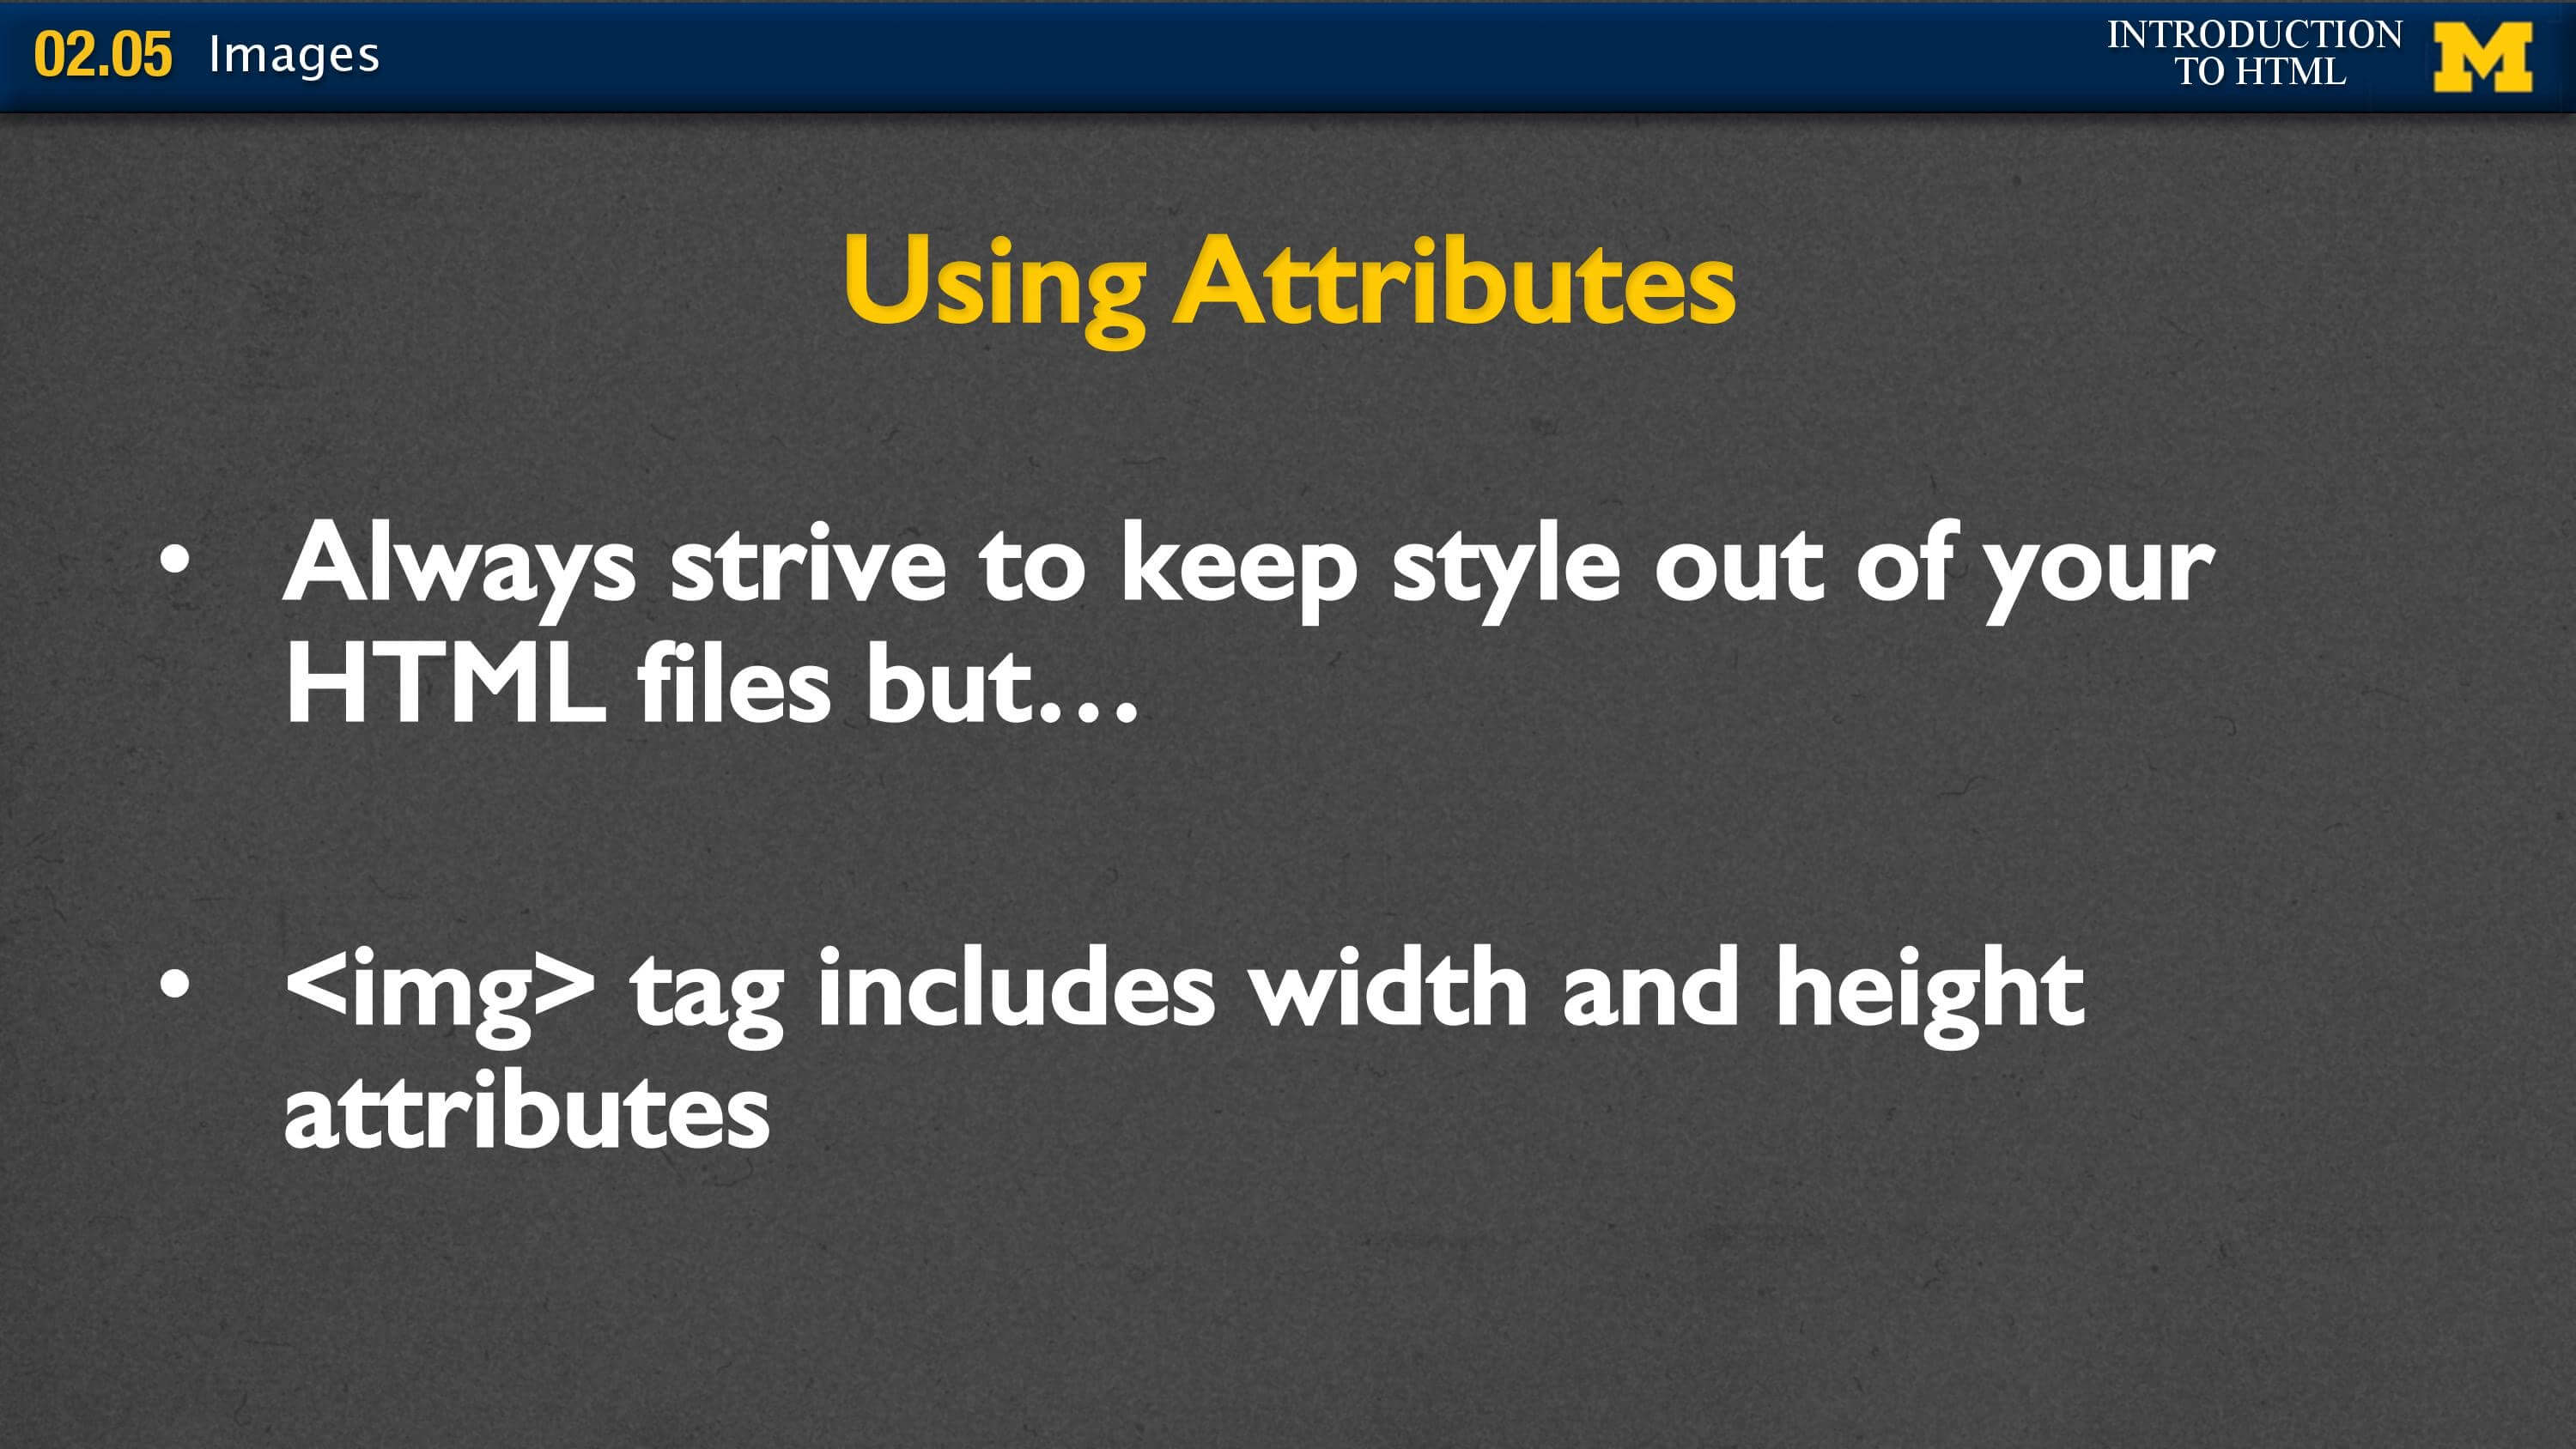 02.05 Images
INTRODUCTION
TO HTML
M
Using Attributes
• Always strive to keep style out of your
HTML files but…
• <img> tag includes width and height
attributes